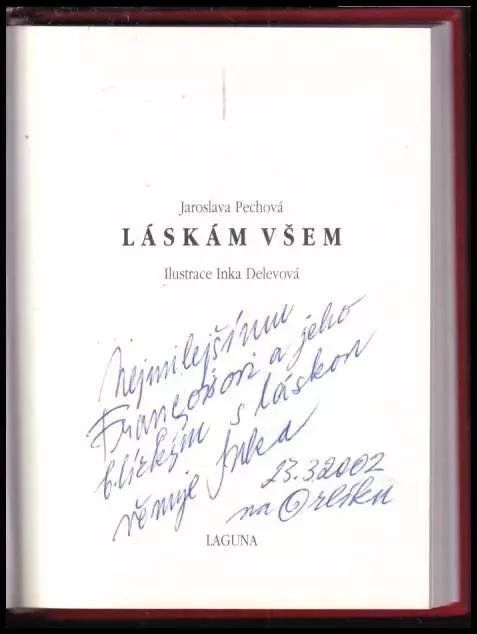 Jaroslava Pechová
LÁSKÁM VŠEM
Ilustrace Inka Delevová
Nejmilejšímu
Françoisovi a jeho
blízkým s láskou
věnuje Inka
23.3.2002
na Orlíku
LAGUNA